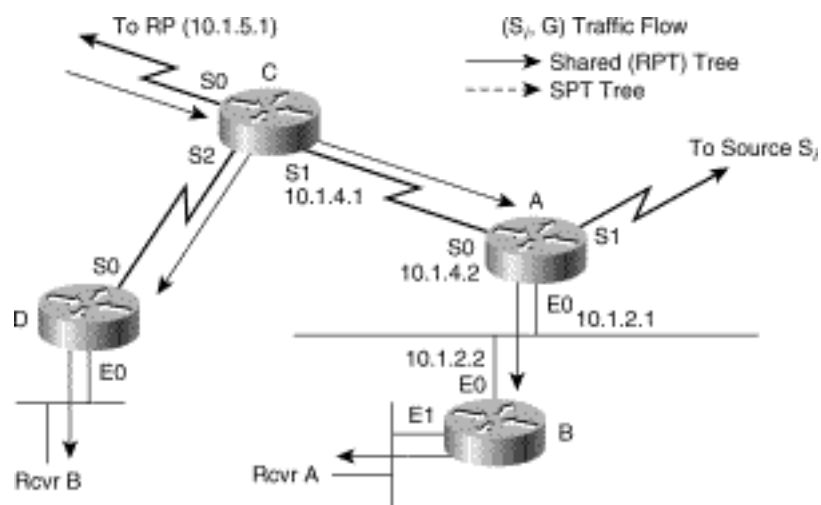 To RP (10.1.5.1)
(Si, G) Traffic Flow
Shared (RPT) Tree
SPT Tree
C
S0
S2
S1
10.1.4.1
To Source Si
A
S0
S1
10.1.4.2
E0
10.1.2.1
S0
D
E0
10.1.2.2
E0
E1
B
Rcvr B
Rcvr A